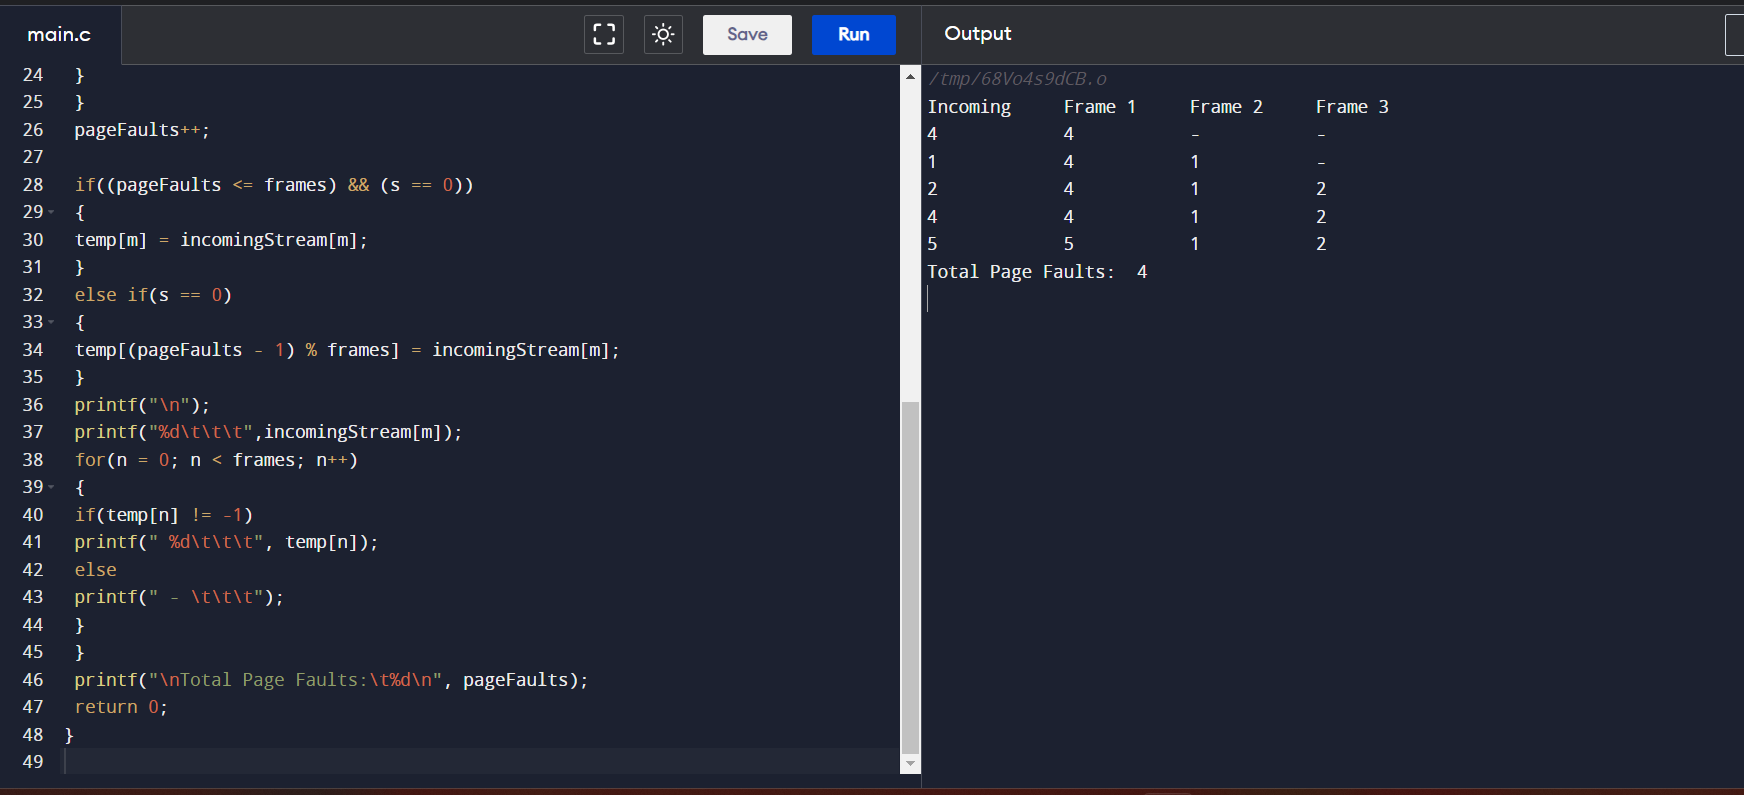 main.c
Save
Run
Output
24 }
25 }
26 pageFaults++;
27
28 if((pageFaults <= frames) && (s == 0))
29 {
30 temp[m] = incomingStream[m];
31 }
32 else if(s == 0)
33 {
34 temp[(pageFaults - 1) % frames] = incomingStream[m];
35 }
36 printf("\n");
37 printf("%d\t\t\t",incomingStream[m]);
38 for(n = 0; n < frames; n++)
39 {
40 if(temp[n] != -1)
41 printf(" %d\t\t\t", temp[n]);
42 else
43 printf(" - \t\t\t");
44 }
45 }
46 printf("\nTotal Page Faults:\t%d\n", pageFaults);
47 return 0;
48 }
49
/tmp/68Vo4s9dCB.o
Incoming Frame 1 Frame 2 Frame 3
4 4 - -
1 4 1 -
2 4 1 2
4 4 1 2
5 5 1 2
Total Page Faults: 4